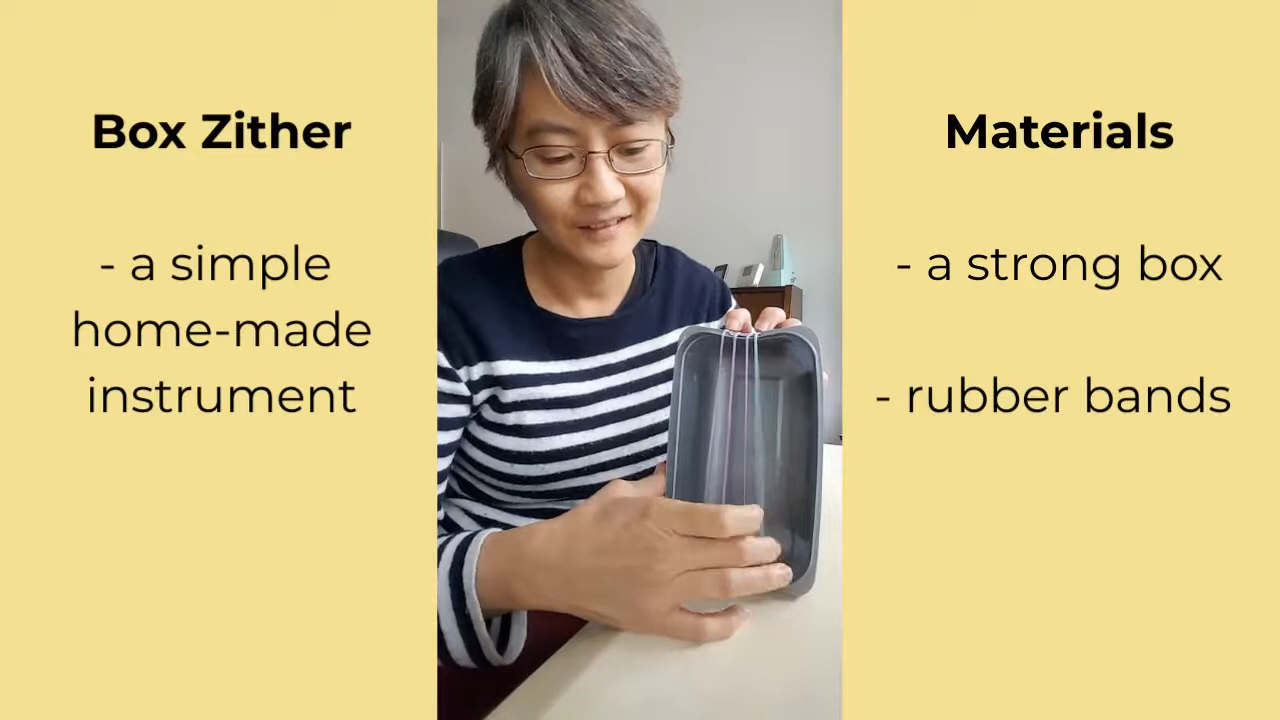 Box Zither
- a simple
home-made
instrument
Materials
- a strong box
- rubber bands